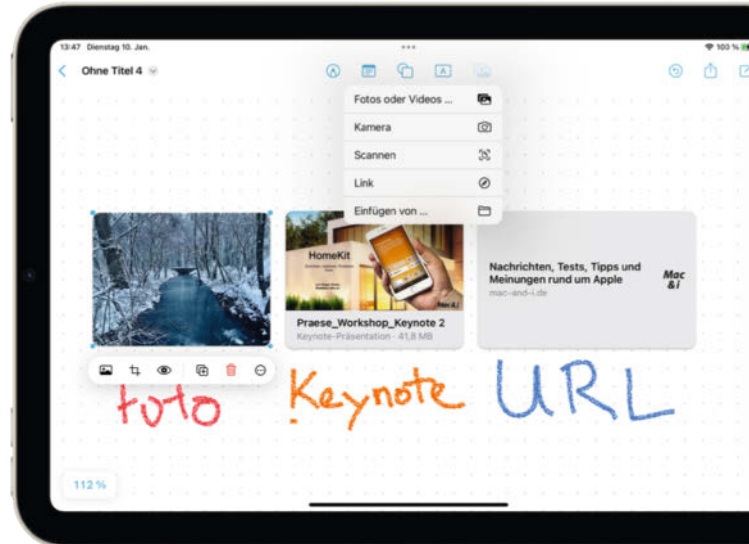 13:47 Dienstag 10. Jan.
100 %
Ohne Titel 4
Fotos oder Videos ...
Kamera
Scannen
Link
Einfügen von ...
HomeKit
Mac & i
Praese_Workshop_Keynote 2
Keynote-Präsentation · 41,8 MB
Nachrichten, Tests, Tipps und
Meinungen rund um Apple
mac-and-i.de
Mac
& i
Foto
Keynote
URL
112 %